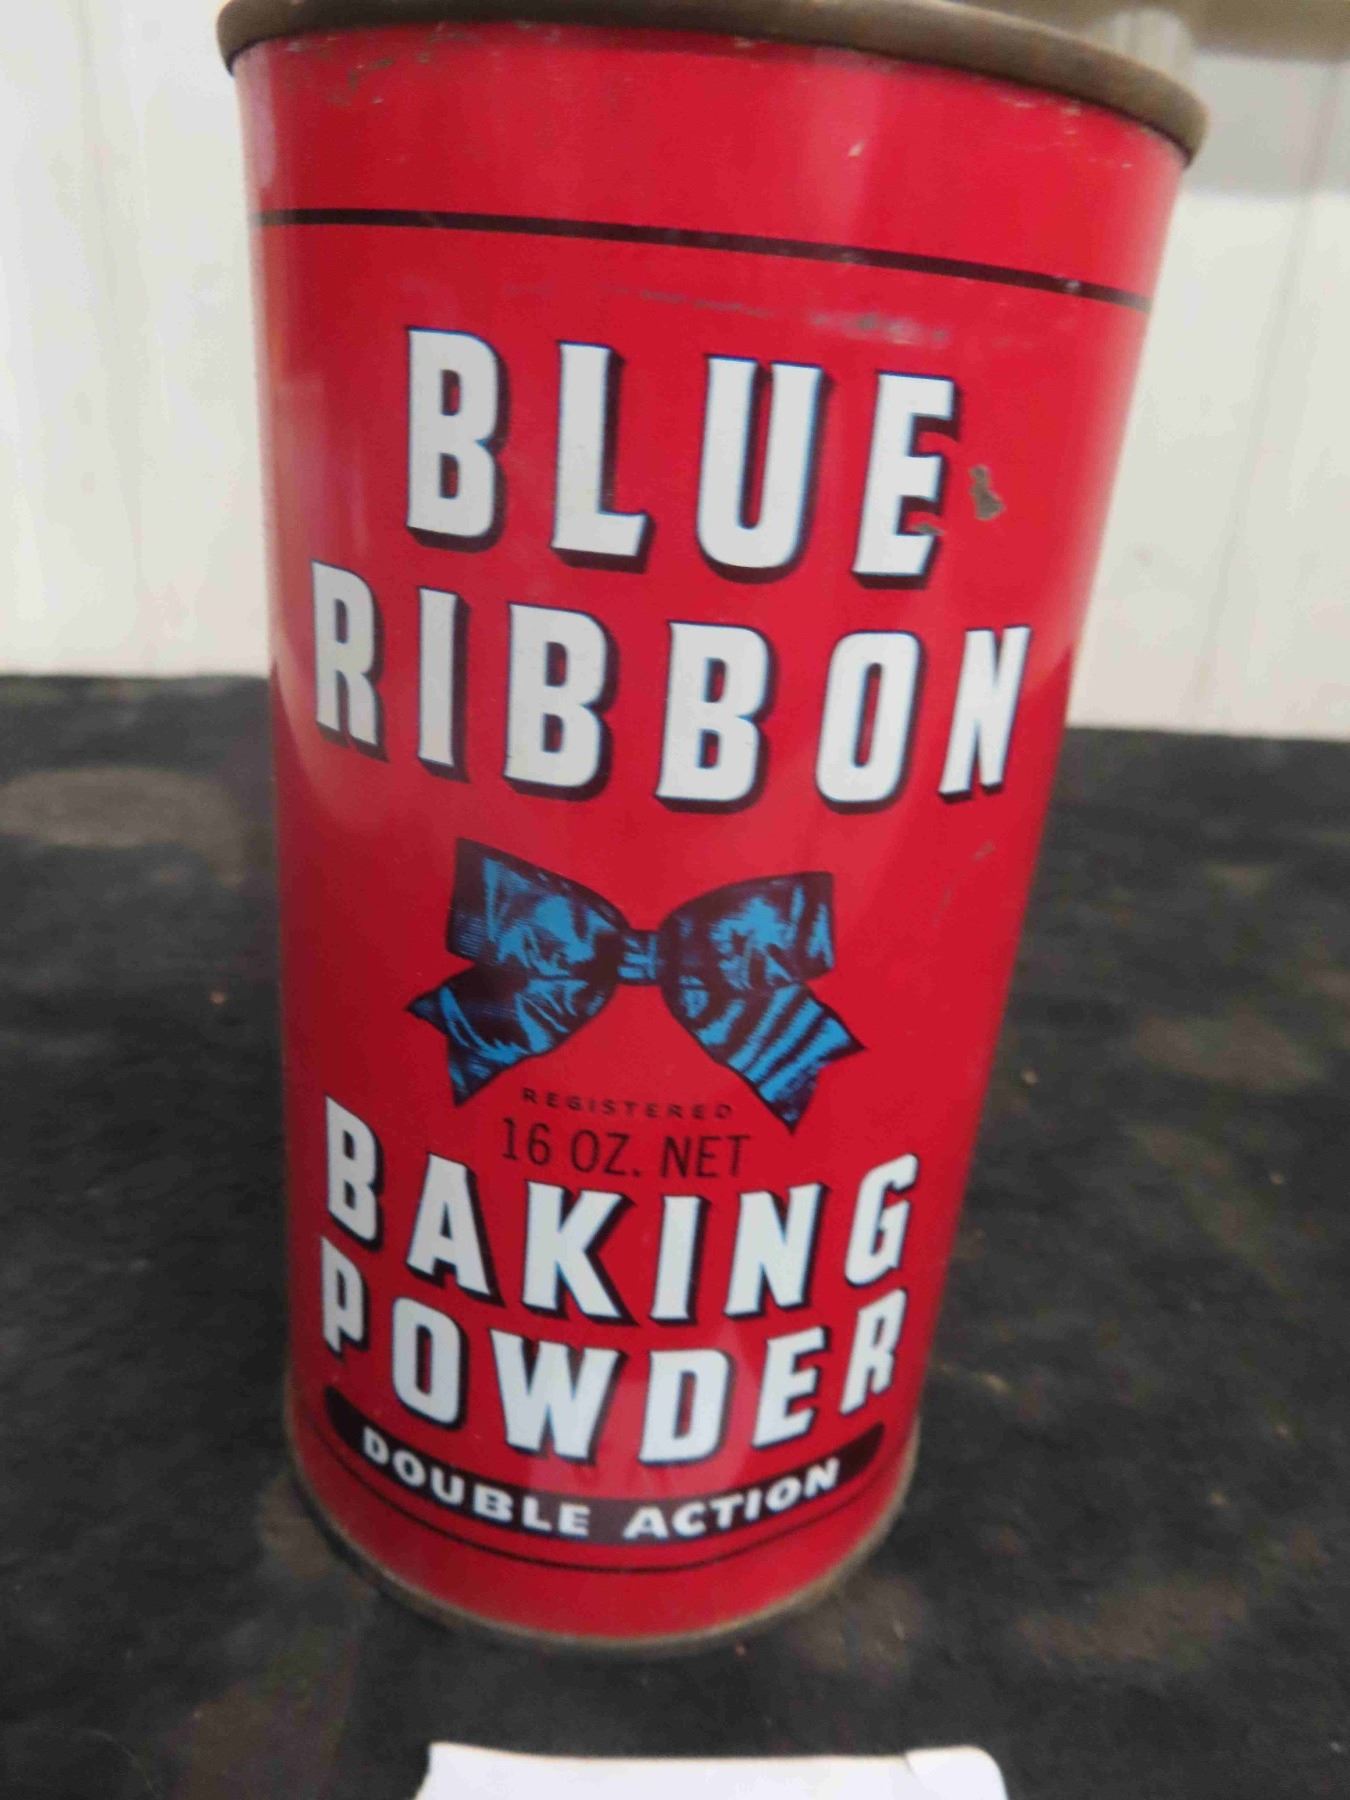 BLUE
RIBBON
REGISTERED
16 OZ. NET
BAKING
POWDER
DOUBLE ACTION